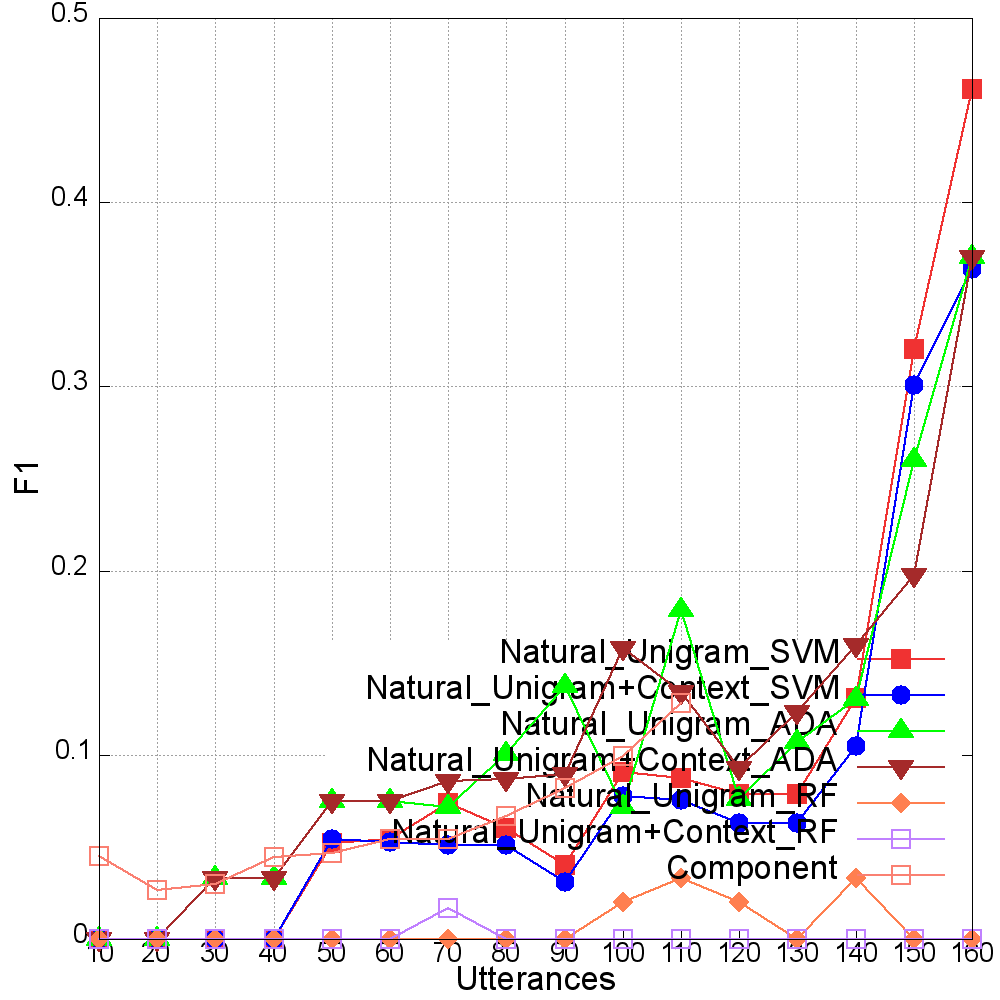 0.5
0.4
0.3
0.2
0.1
0
F1
Natural_Unigram_SVM
Natural_Unigram+Context_SVM
Natural_Unigram_ADA
Natural_Unigram+Context_ADA
Natural_Unigram_RF
Natural_Unigram+Context_RF
Component
10 20 30 40 50 60 70 80 90 100 110 120 130 140 150 160
Utterances